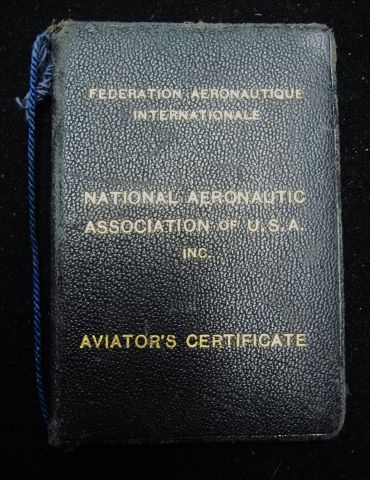 FEDERATION AERONAUTIQUE
INTERNATIONALE
NATIONAL AERONAUTIC
ASSOCIATION OF U.S.A.
INC.
AVIATOR'S CERTIFICATE